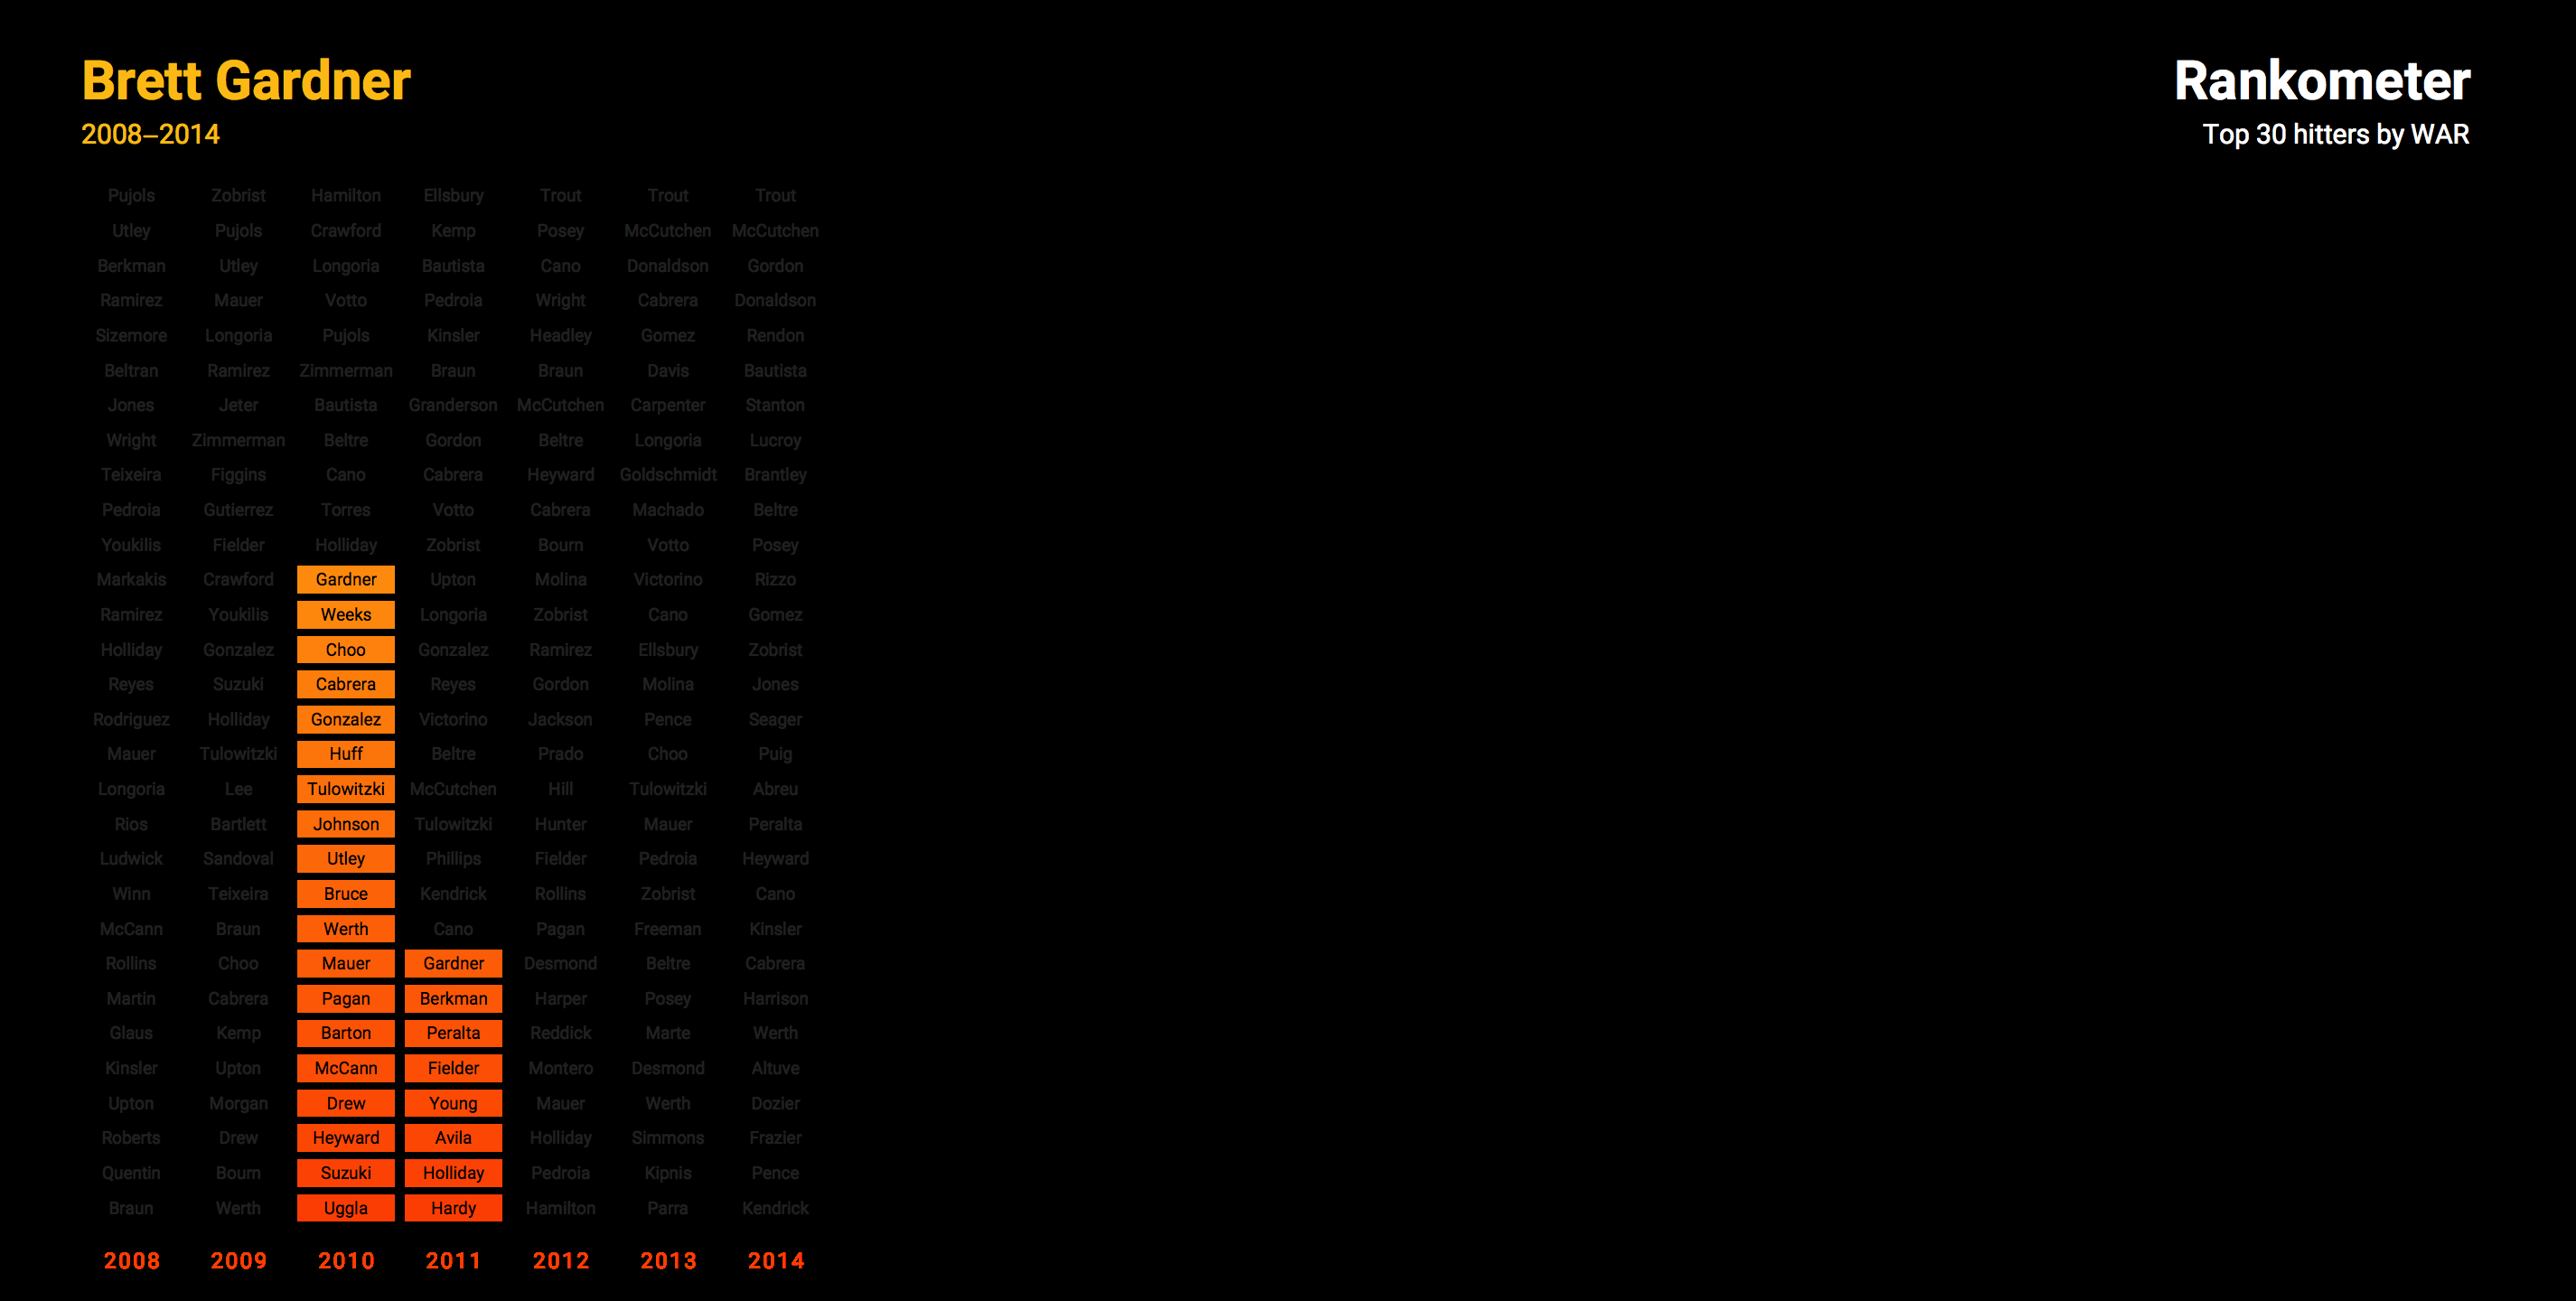 Brett Gardner
2008–2014
Rankometer
Top 30 hitters by WAR
Pujols Zobrist Hamilton Ellsbury Trout Trout Trout
Utley Pujols Crawford Kemp Posey McCutchen McCutchen
Berkman Utley Longoria Bautista Cano Donaldson Gordon
Ramirez Mauer Votto Pedroia Wright Cabrera Donaldson
Sizemore Longoria Pujols Kinsler Headley Gomez Rendon
Beltran Ramirez Zimmerman Braun Braun Davis Bautista
Jones Jeter Bautista Granderson McCutchen Carpenter Stanton
Wright Zimmerman Beltre Gordon Beltre Longoria Lucroy
Teixeira Figgins Cano Cabrera Heyward Goldschmidt Brantley
Pedroia Gutierrez Torres Votto Cabrera Machado Beltre
Youkilis Fielder Holliday Zobrist Bourn Votto Posey
Markakis Crawford Gardner Upton Molina Victorino Rizzo
Ramirez Youkilis Weeks Longoria Zobrist Cano Gomez
Holliday Gonzalez Choo Gonzalez Ramirez Ellsbury Zobrist
Reyes Suzuki Cabrera Reyes Gordon Molina Jones
Rodriguez Holliday Gonzalez Victorino Jackson Pence Seager
Mauer Tulowitzki Huff Beltre Prado Choo Puig
Longoria Lee Tulowitzki McCutchen Hill Tulowitzki Abreu
Rios Bartlett Johnson Tulowitzki Hunter Mauer Peralta
Ludwick Sandoval Utley Phillips Fielder Pedroia Heyward
Winn Teixeira Bruce Kendrick Rollins Zobrist Cano
McCann Braun Werth Cano Pagan Freeman Kinsler
Rollins Choo Mauer Gardner Desmond Beltre Cabrera
Martin Cabrera Pagan Berkman Harper Posey Harrison
Glaus Kemp Barton Peralta Reddick Marte Werth
Kinsler Upton McCann Fielder Montero Desmond Altuve
Upton Morgan Drew Young Mauer Werth Dozier
Roberts Drew Heyward Avila Holliday Simmons Frazier
Quentin Bourn Suzuki Holliday Pedroia Kipnis Pence
Braun Werth Uggla Hardy Hamilton Parra Kendrick
2008 2009 2010 2011 2012 2013 2014